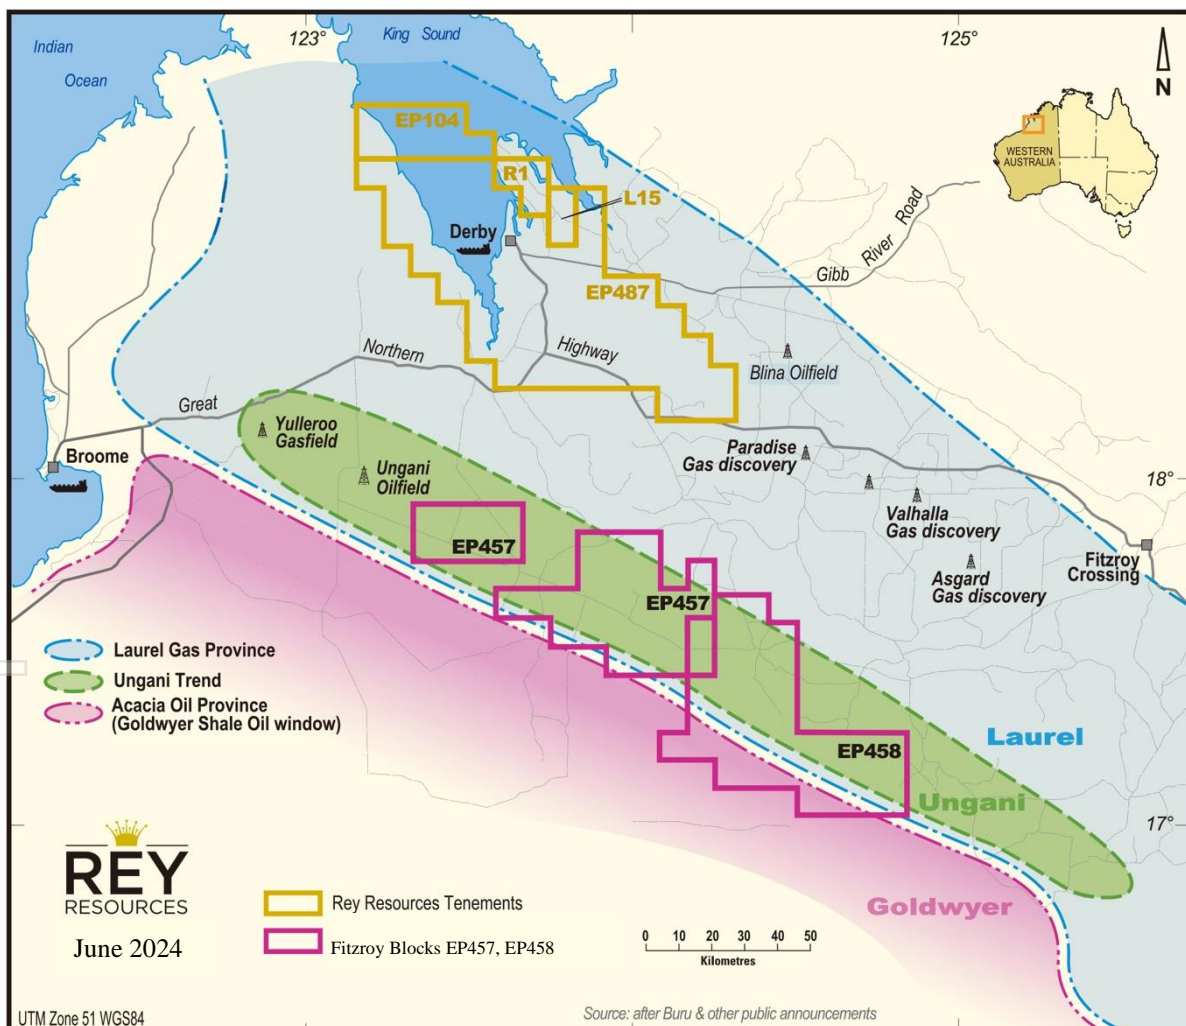 Indian
Ocean
123°
King Sound
125°
N
WESTERN
AUSTRALIA
EP104
R1
L15
Derby
Gibb River Road
EP487
Great Northern Highway
Blina Oilfield
Yulleroo
Gasfield
Broome
Ungani
Oilfield
Paradise
Gas discovery
18°
Valhalla
Gas discovery
Fitzroy
Crossing
Asgard
Gas discovery
EP457
EP457
Laurel Gas Province
Ungani Trend
Acacia Oil Province
(Goldwyer Shale Oil window)
Laurel
EP458
Ungani
17°
Goldwyer
REY
RESOURCES
June 2024
Rey Resources Tenements
Fitzroy Blocks EP457, EP458
0 10 20 30 40 50
Kilometres
UTM Zone 51 WGS84
Source: after Buru & other public announcements